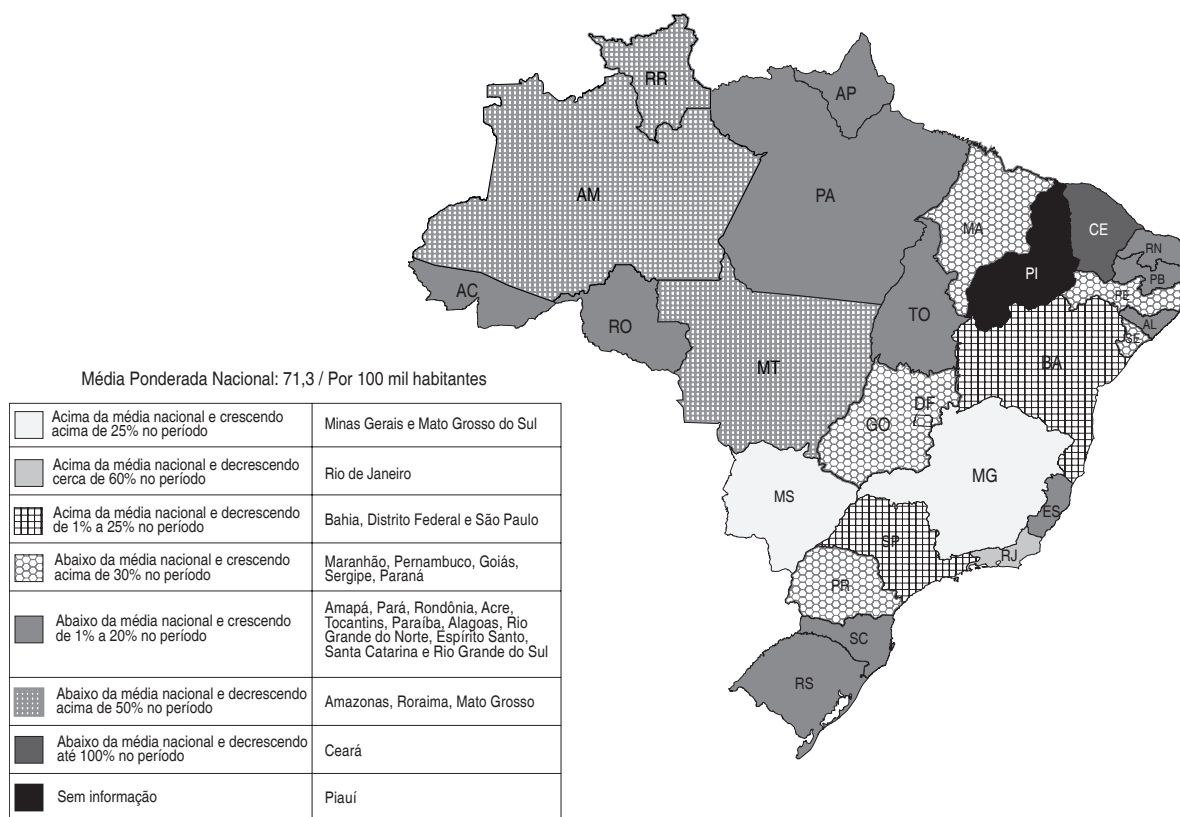 RR
AP
AM
PA
MA
CE
RN
PB
PI
PE
AL
SE
AC
RO
TO
BA
MT
DF
GO
MG
MS
ES
SP
RJ
PR
SC
RS
Média Ponderada Nacional: 71,3 / Por 100 mil habitantes
Acima da média nacional e crescendo
acima de 25% no período
Minas Gerais e Mato Grosso do Sul
Acima da média nacional e decrescendo
cerca de 60% no período
Rio de Janeiro
Acima da média nacional e decrescendo
de 1% a 25% no período
Bahia, Distrito Federal e São Paulo
Abaixo da média nacional e crescendo
acima de 30% no período
Maranhão, Pernambuco, Goiás,
Sergipe, Paraná
Abaixo da média nacional e crescendo
de 1% a 20% no período
Amapá, Pará, Rondônia, Acre,
Tocantins, Paraíba, Alagoas, Rio
Grande do Norte, Espírito Santo,
Santa Catarina e Rio Grande do Sul
Abaixo da média nacional e decrescendo
acima de 50% no período
Amazonas, Roraima, Mato Grosso
Abaixo da média nacional e decrescendo
até 100% no período
Ceará
Sem informação
Piauí